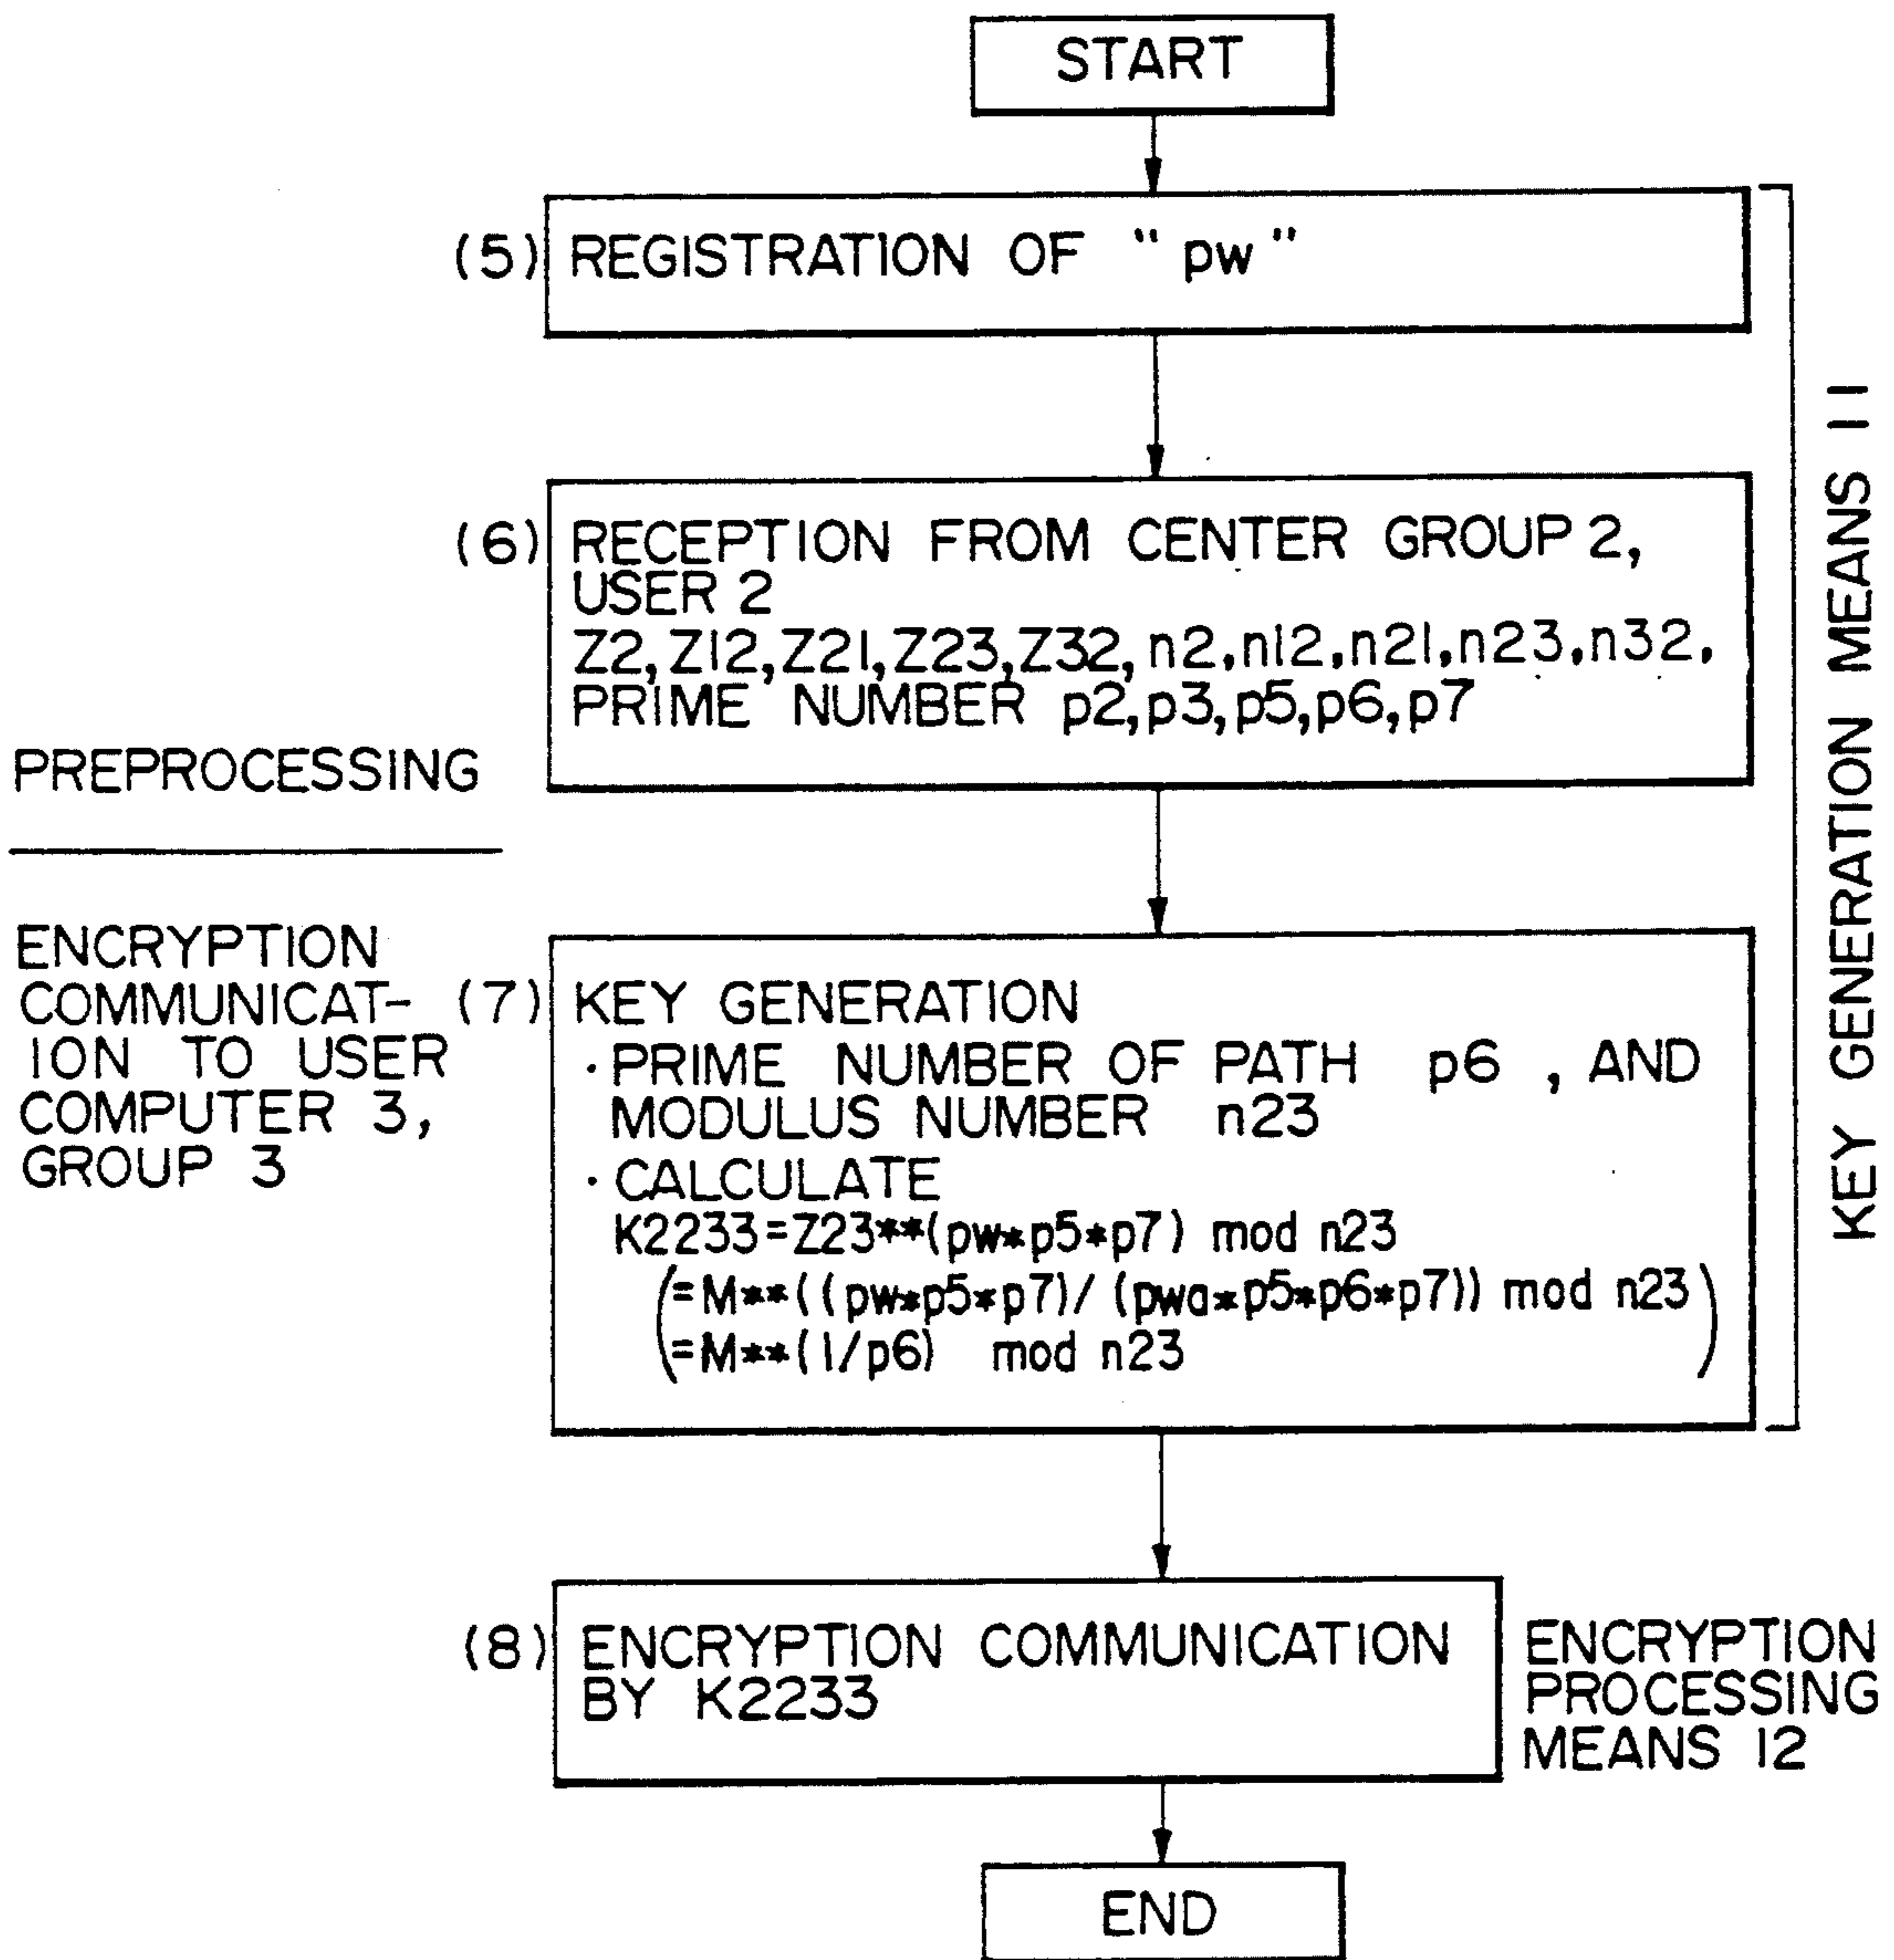 START
(5) REGISTRATION OF "pw"
(6) RECEPTION FROM CENTER GROUP 2,
USER 2
Z2, Z12, Z21, Z23, Z32, n2, n12, n21, n23, n32,
PRIME NUMBER p2, p3, p5, p6, p7
PREPROCESSING
ENCRYPTION
COMMUNICAT-
ION TO USER
COMPUTER 3,
GROUP 3
(7) KEY GENERATION
· PRIME NUMBER OF PATH p6 , AND
MODULUS NUMBER n23
· CALCULATE
K2233=Z23**(pw*p5*p7) mod n23
(=M**((pw*p5*p7)/(pwa*p5*p6*p7)) mod n23
=M**(1/p6) mod n23)
KEY GENERATION MEANS 11
(8) ENCRYPTION COMMUNICATION
BY K2233
ENCRYPTION
PROCESSING
MEANS 12
END